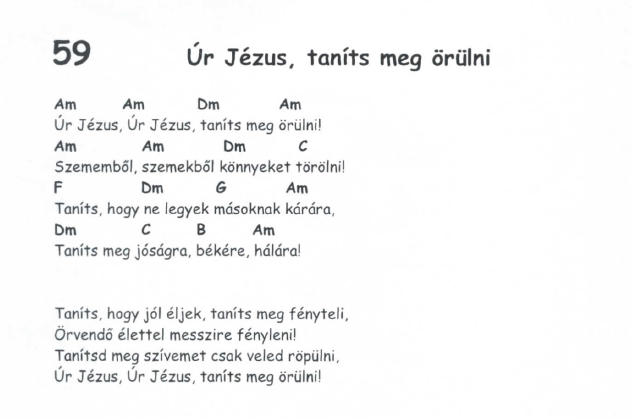 59 Úr Jézus, taníts meg örülni
Am Am Dm Am
Úr Jézus, Úr Jézus, taníts meg örülni!
Am Am Dm C
Szememből, szemekből könnyeket törölni!
F Dm G Am
Taníts, hogy ne legyek másoknak kárára,
Dm C B Am
Taníts meg jóságra, békére, hálára!
Taníts, hogy jól éljek, taníts meg fényteli,
Örvendő élettel messzire fényleni!
Tanítsd meg szívemet csak veled röpülni,
Úr Jézus, Úr Jézus, taníts meg örülni!